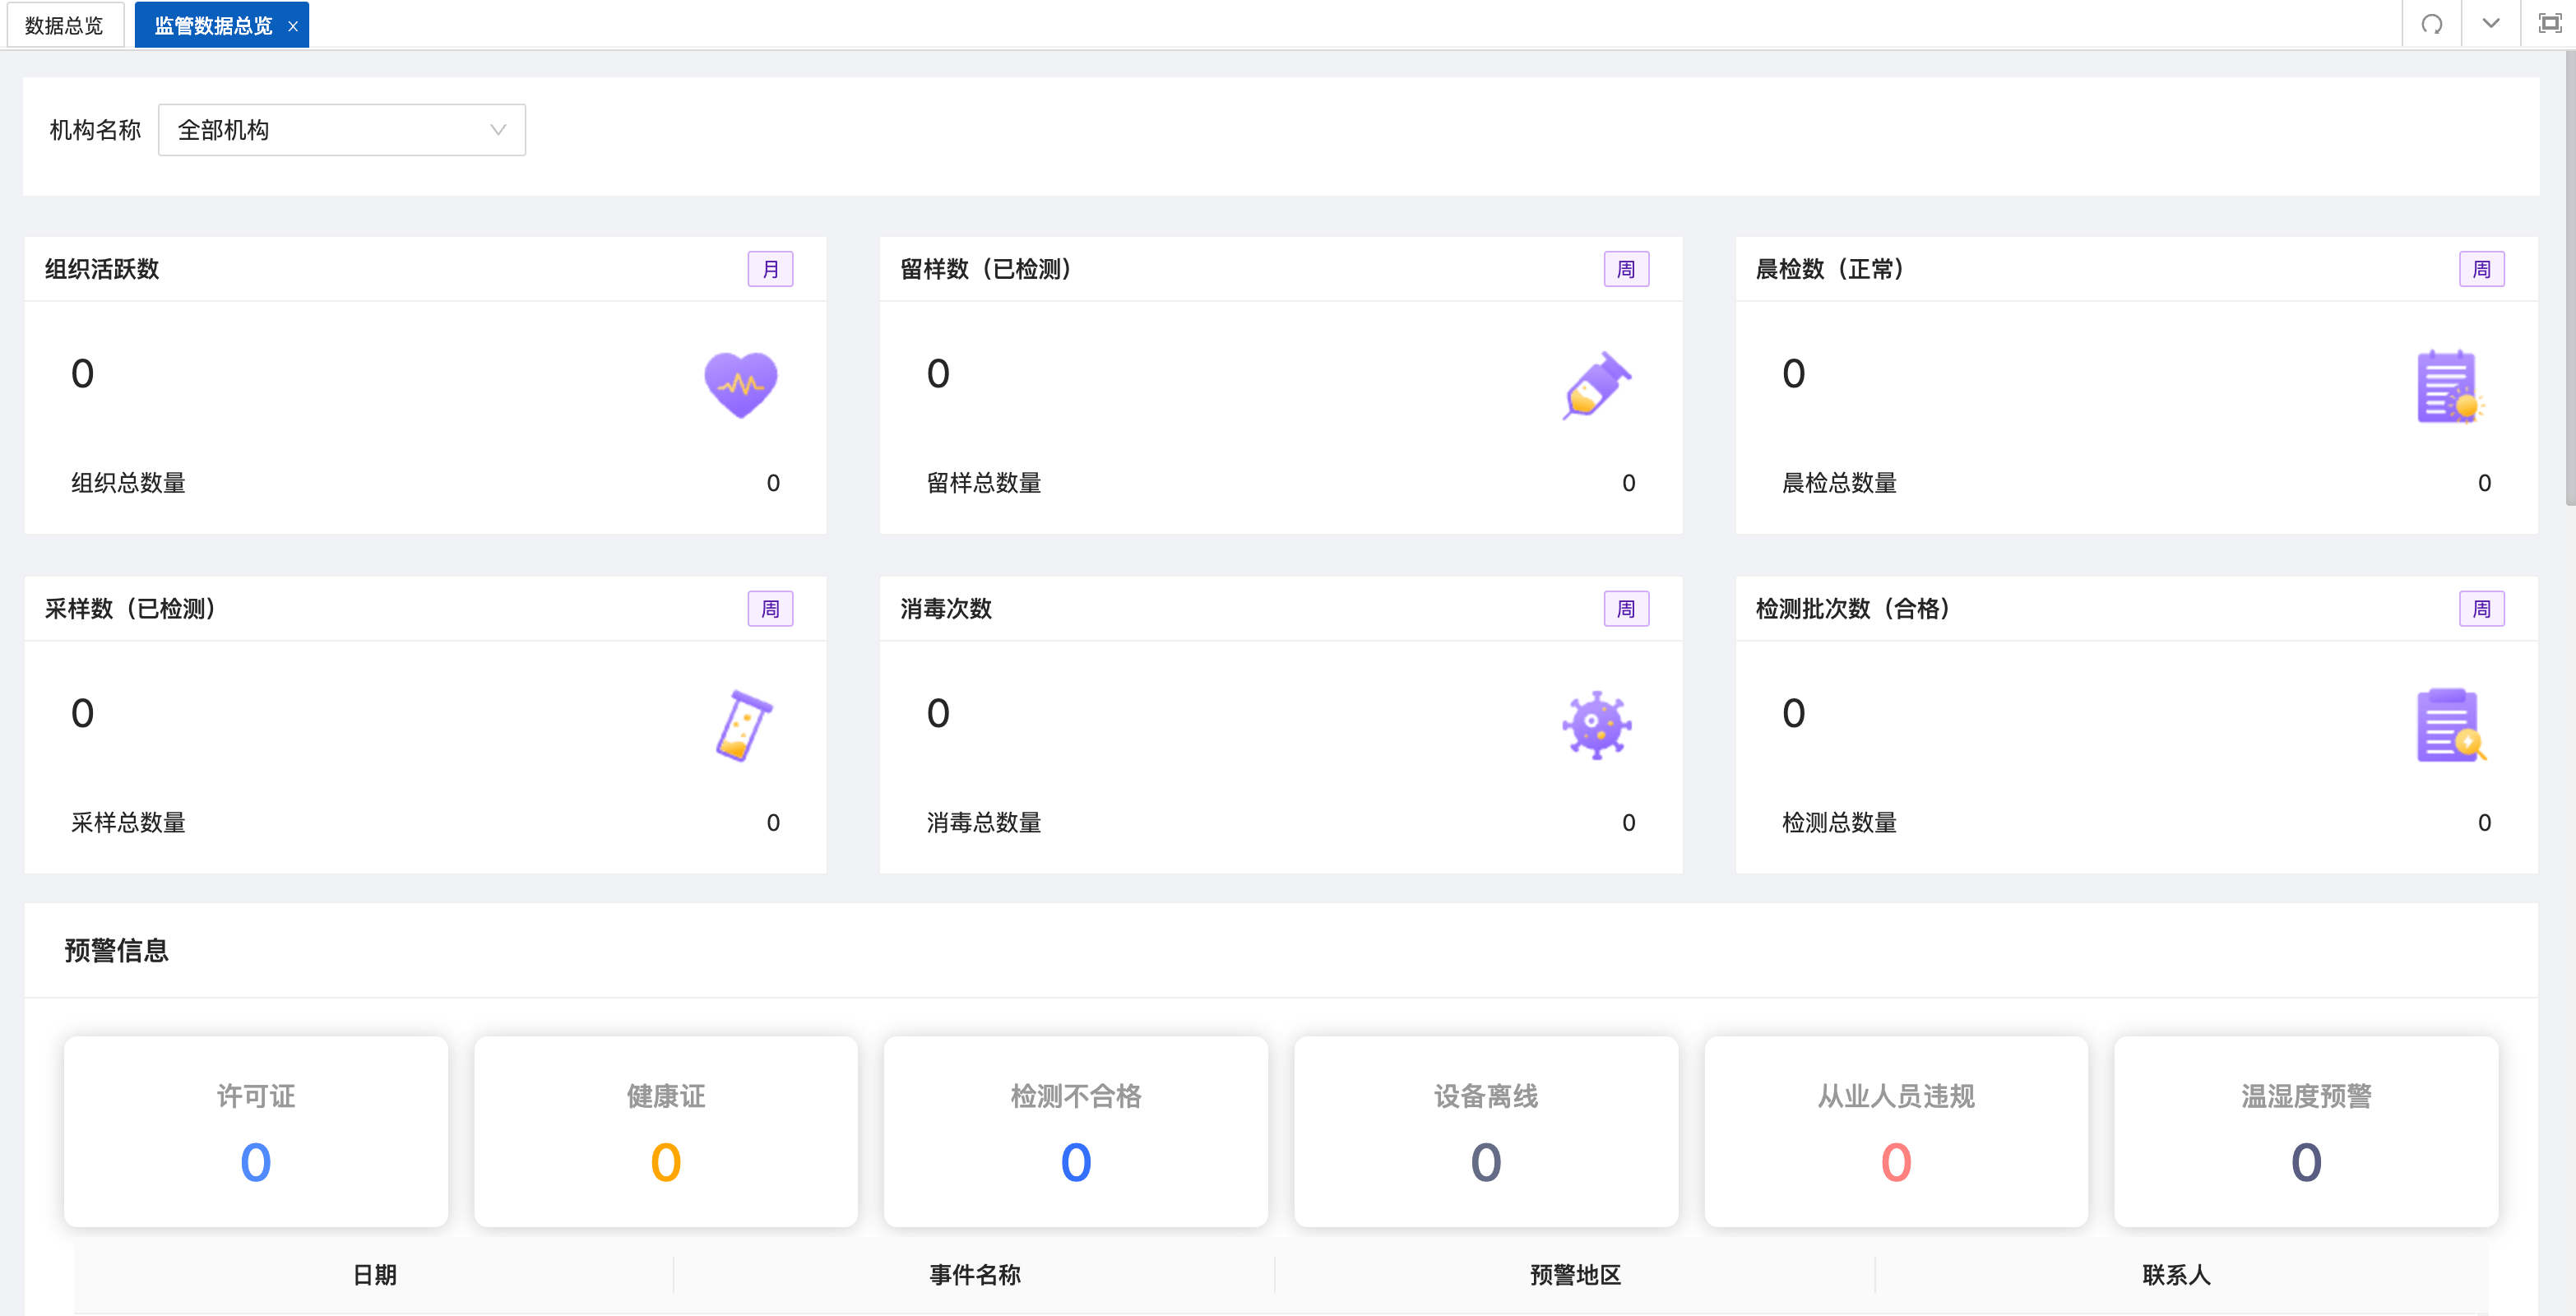 数据总览 监管数据总览 ×
机构名称 全部机构
组织活跃数 月
0
组织总数量 0
留样数（已检测） 周
0
留样总数量 0
晨检数（正常） 周
0
晨检总数量 0
采样数（已检测） 周
0
采样总数量 0
消毒次数 周
0
消毒总数量 0
检测批次数（合格） 周
0
检测总数量 0
预警信息
许可证
0
健康证
0
检测不合格
0
设备离线
0
从业人员违规
0
温湿度预警
0
日期 事件名称 预警地区 联系人